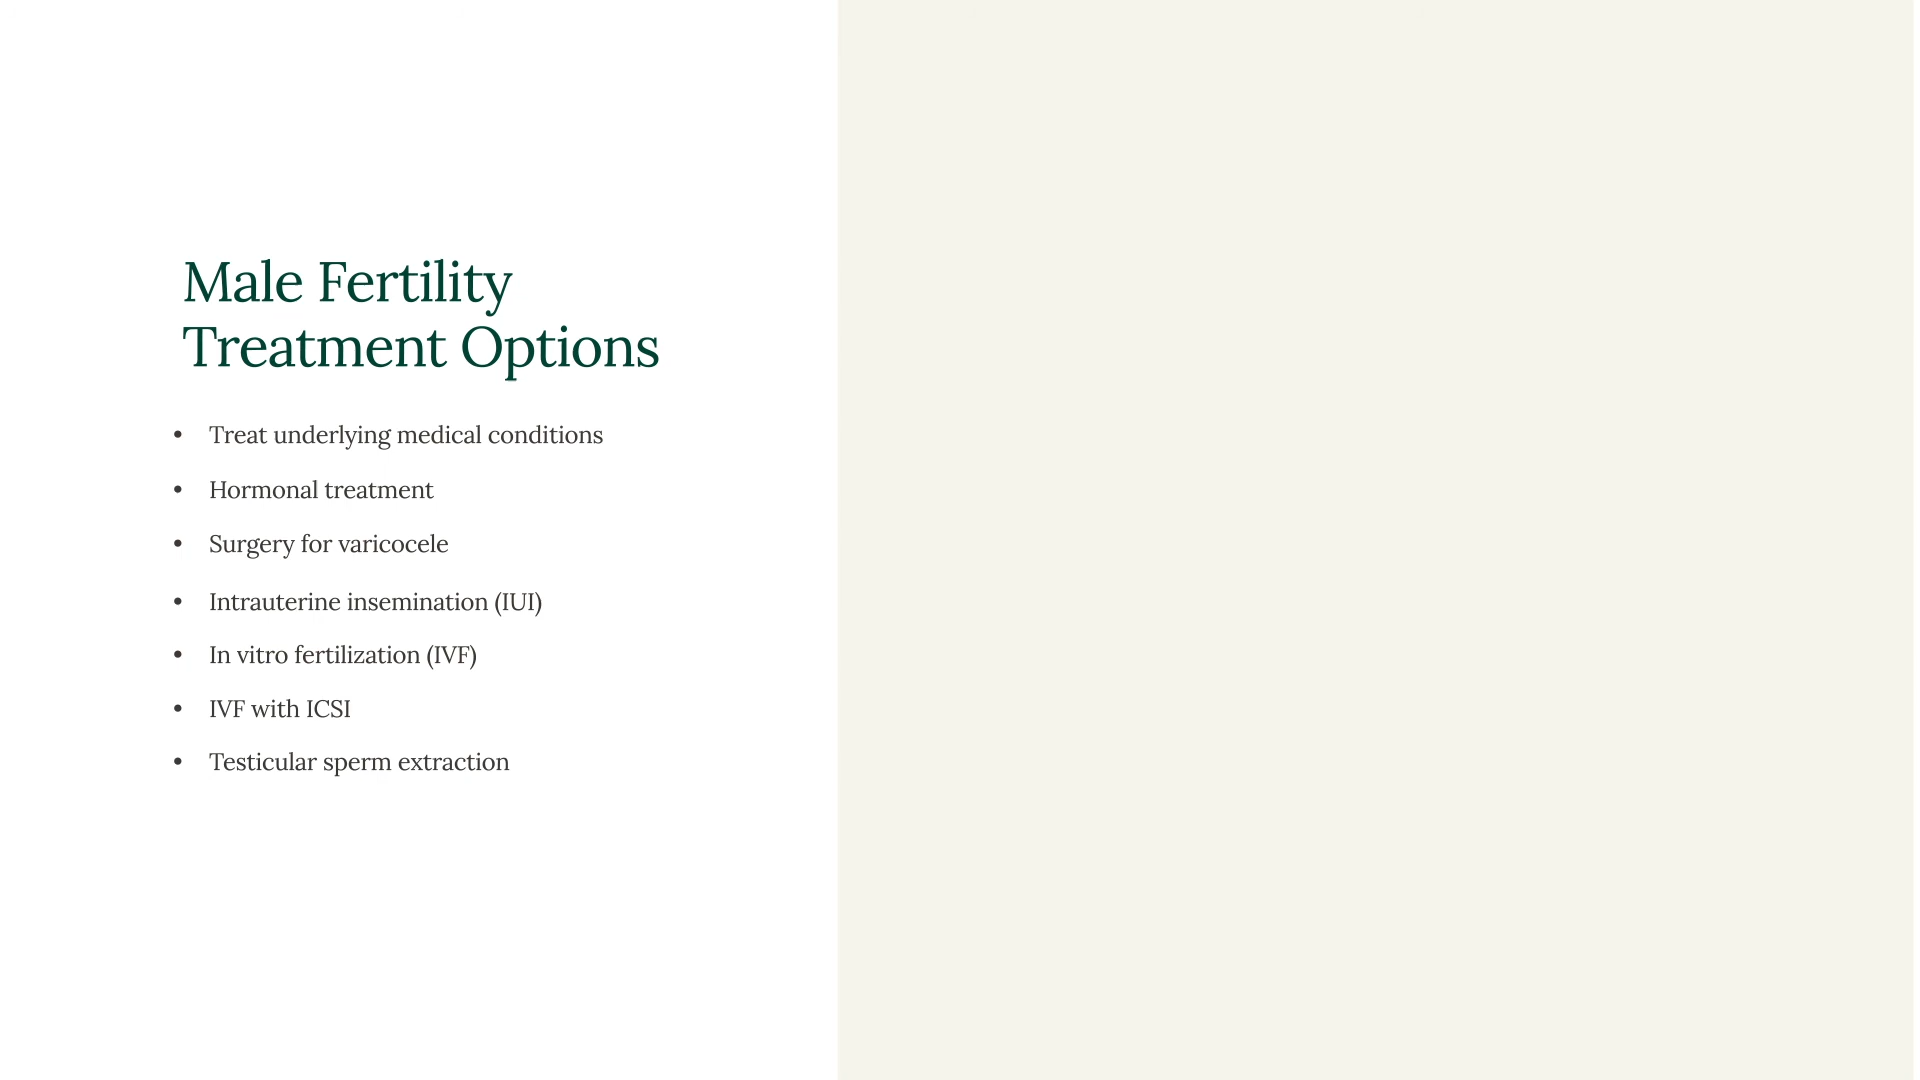 Male Fertility
Treatment Options
• Treat underlying medical conditions
• Hormonal treatment
• Surgery for varicocele
• Intrauterine insemination (IUI)
• In vitro fertilization (IVF)
• IVF with ICSI
• Testicular sperm extraction